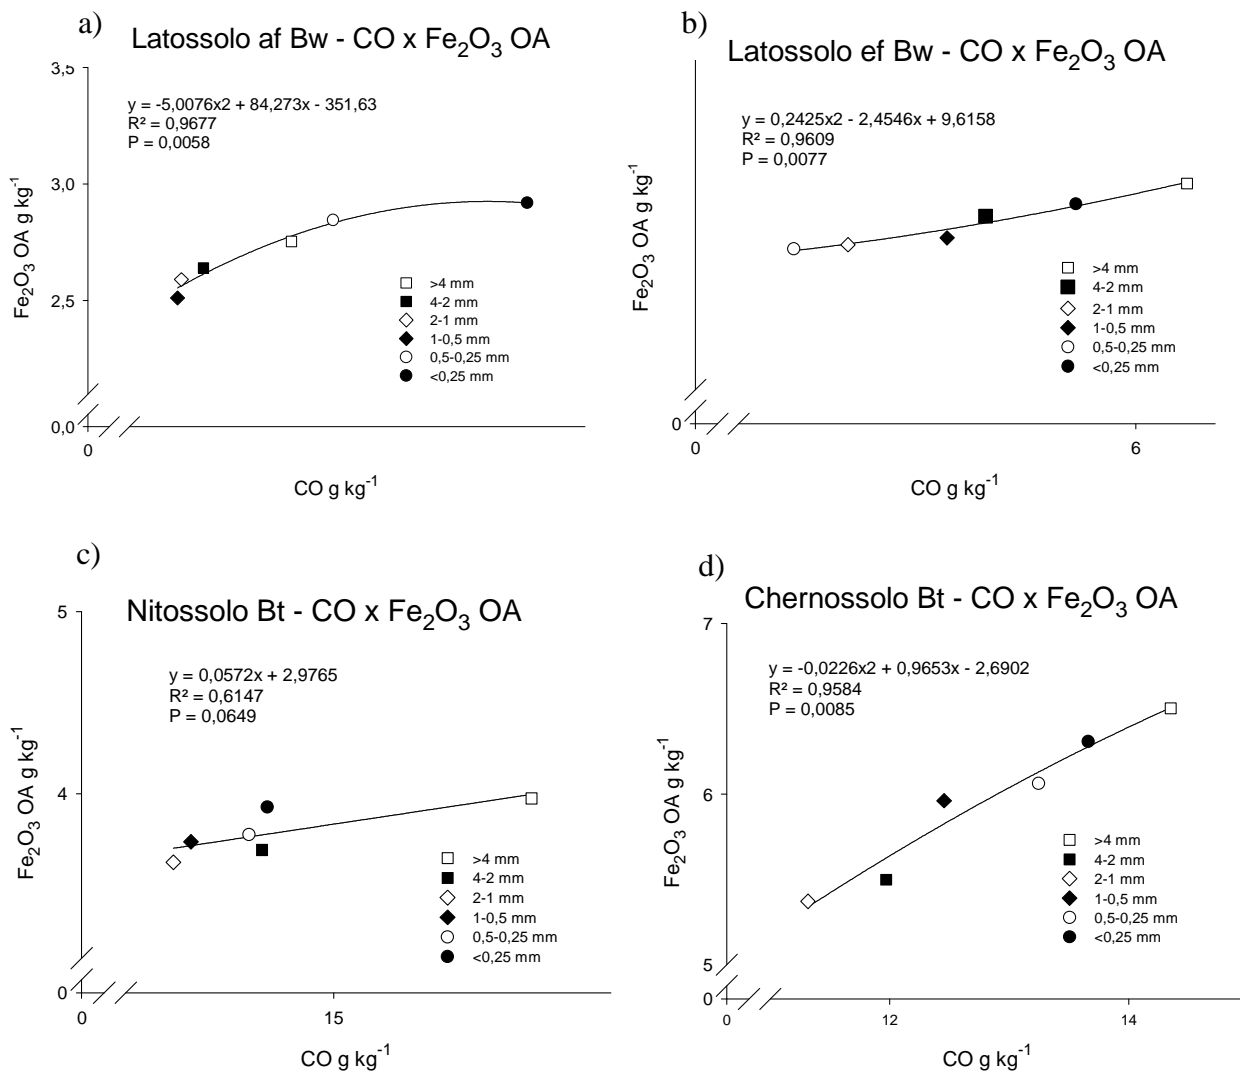 a)
Latossolo af Bw - CO x Fe₂O₃ OA
3,5
y = -5,0076x2 + 84,273x - 351,63
R² = 0,9677
P = 0,0058
3,0
2,5
0,0
0
Fe₂O₃ OA g kg⁻¹
CO g kg⁻¹
>4 mm
4-2 mm
2-1 mm
1-0,5 mm
0,5-0,25 mm
<0,25 mm
b)
Latossolo ef Bw - CO x Fe₂O₃ OA
y = 0,2425x2 - 2,4546x + 9,6158
R² = 0,9609
P = 0,0077
Fe₂O₃ OA g kg⁻¹
>4 mm
4-2 mm
2-1 mm
1-0,5 mm
0,5-0,25 mm
<0,25 mm
0
0
6
CO g kg⁻¹
c)
Nitossolo Bt - CO x Fe₂O₃ OA
5
y = 0,0572x + 2,9765
R² = 0,6147
P = 0,0649
4
Fe₂O₃ OA g kg⁻¹
>4 mm
4-2 mm
2-1 mm
1-0,5 mm
0,5-0,25 mm
<0,25 mm
0
0
15
CO g kg⁻¹
d)
Chernossolo Bt - CO x Fe₂O₃ OA
7
y = -0,0226x2 + 0,9653x - 2,6902
R² = 0,9584
P = 0,0085
6
Fe₂O₃ OA g kg⁻¹
>4 mm
4-2 mm
2-1 mm
1-0,5 mm
0,5-0,25 mm
<0,25 mm
5
0
0
12
14
CO g kg⁻¹